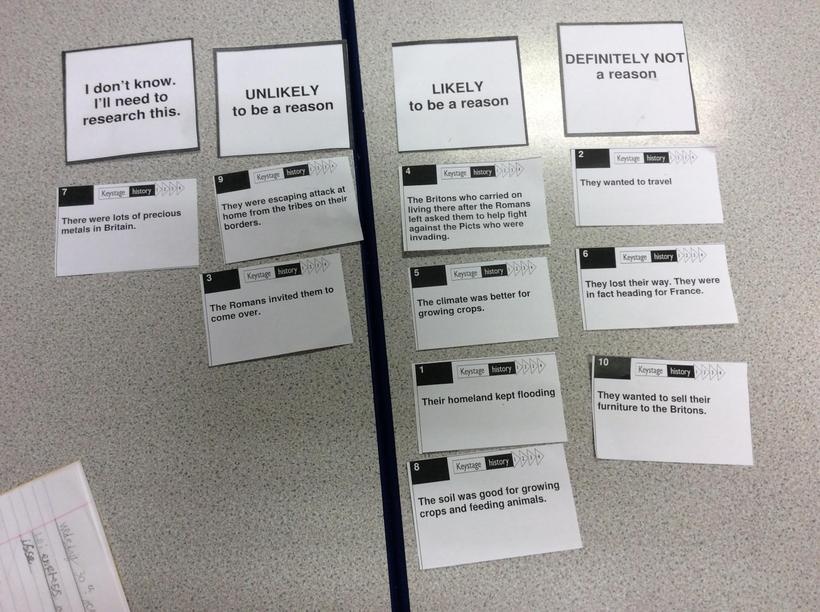 I don't know.
I'll need to
research this.
UNLIKELY
to be a reason
LIKELY
to be a reason
DEFINITELY NOT
a reason
7
Keystage history
There were lots of precious
metals in Britain.
9
Keystage history
They were escaping attack at
home from the tribes on their
borders.
3
Keystage history
The Romans invited them to
come over.
4
Keystage history
The Britons who carried on
living there after the Romans
left asked them to help fight
against the Picts who were
invading.
5
Keystage history
The climate was better for
growing crops.
1
Keystage history
Their homeland kept flooding
8
Keystage history
The soil was good for growing
crops and feeding animals.
2
Keystage history
They wanted to travel
6
Keystage history
They lost their way. They were
in fact heading for France.
10
Keystage history
They wanted to sell their
furniture to the Britons.